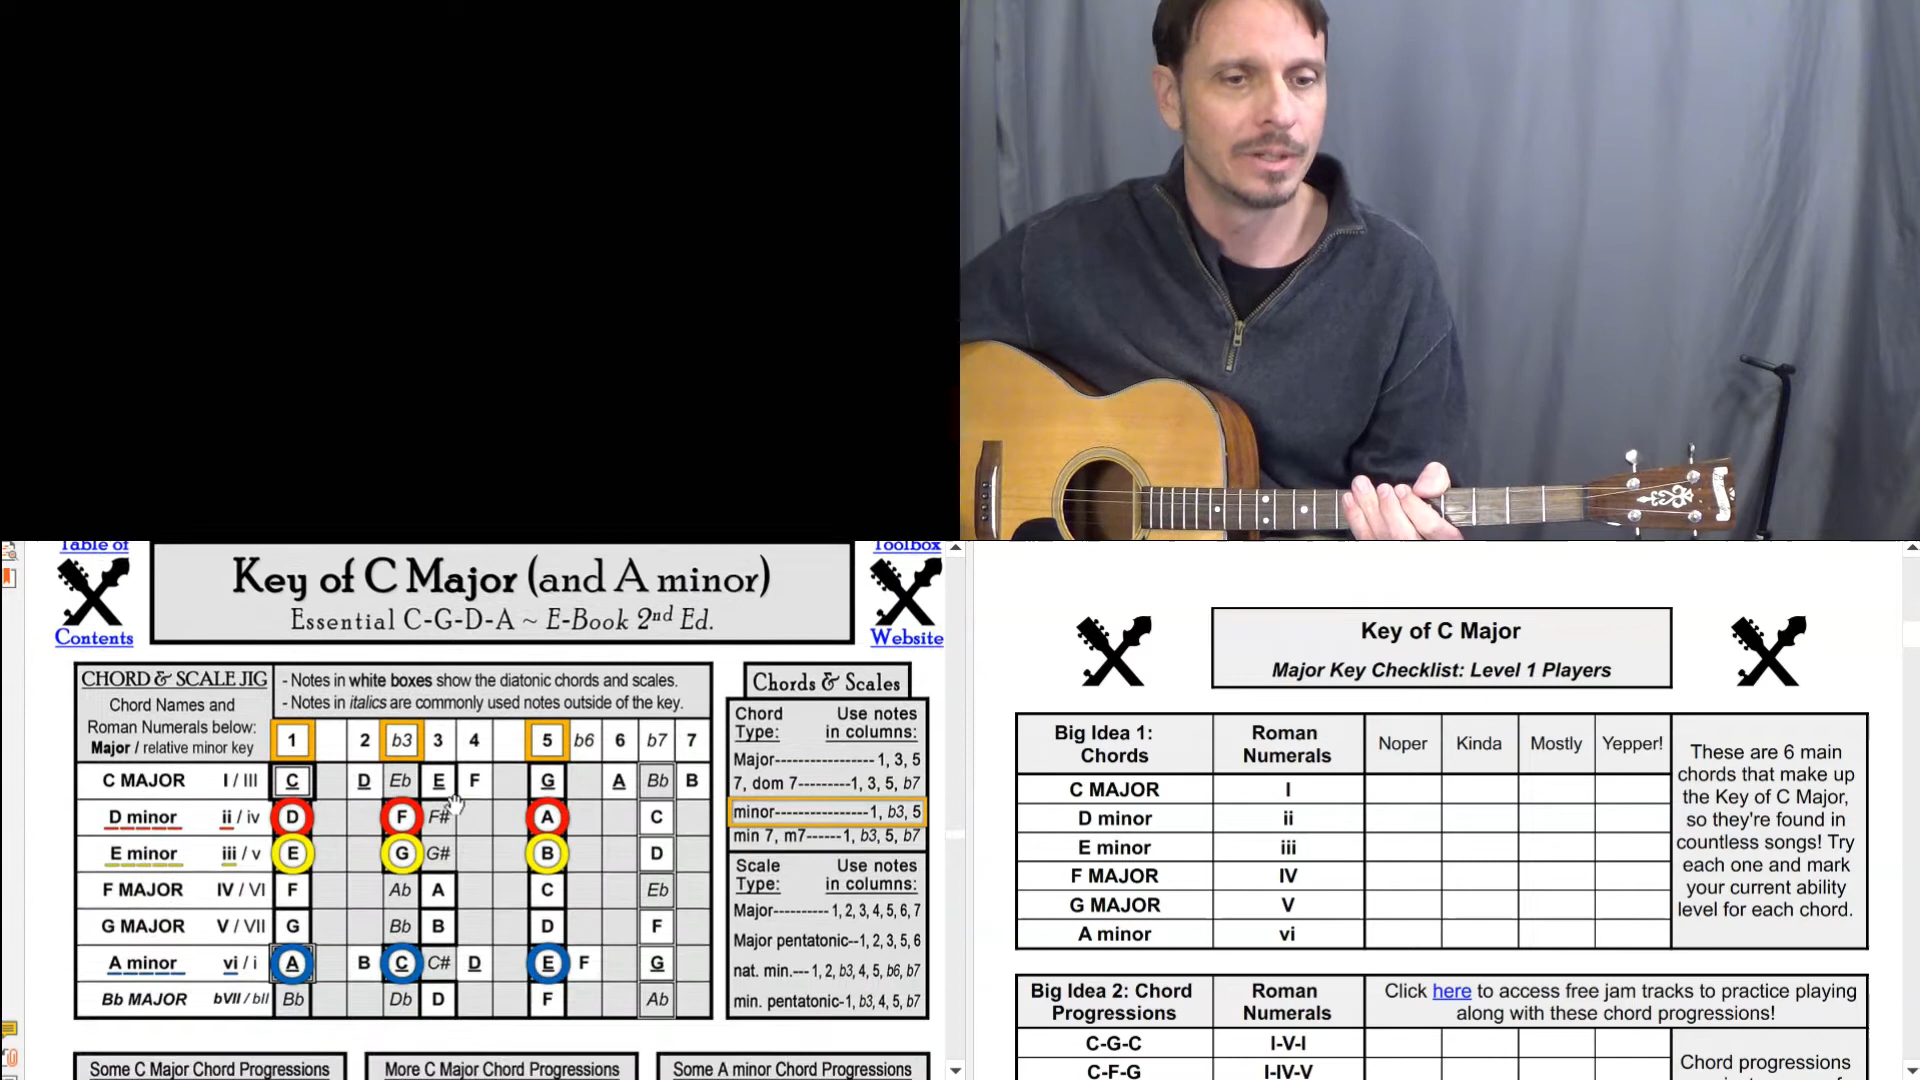 Table of
Contents
Key of C Major (and A minor)
Essential C-G-D-A ~ E-Book 2nd Ed.
Toolbox
Website
CHORD & SCALE JIG
Chord Names and
Roman Numerals below:
Major / relative minor key
- Notes in white boxes show the diatonic chords and scales.
- Notes in italics are commonly used notes outside of the key.
1 2 b3 3 4 5 b6 6 b7 7
C MAJOR I / III C D Eb E F G A Bb B
D minor ii / iv D F F# A C
E minor iii / v E G G# B D
F MAJOR IV / VI F Ab A C Eb
G MAJOR V / VII G Bb B D F
A minor vi / i A B C C# D E F G
Bb MAJOR bVII / bII Bb Db D F Ab
Chords & Scales
Chord Use notes
Type: in columns:
Major------------------ 1, 3, 5
7, dom 7-----------1, 3, 5, b7
minor-----------------1, b3, 5
min 7, m7------1, b3, 5, b7
Scale Use notes
Type: in columns:
Major---------- 1, 2, 3, 4, 5, 6, 7
Major pentatonic--1, 2, 3, 5, 6
nat. min.--- 1, 2, b3, 4, 5, b6, b7
min. pentatonic-1, b3, 4, 5, b7
Some C Major Chord Progressions
More C Major Chord Progressions
Some A minor Chord Progressions
Key of C Major
Major Key Checklist: Level 1 Players
Big Idea 1:
Chords
Roman
Numerals
Noper Kinda Mostly Yepper!
C MAJOR I
D minor ii
E minor iii
F MAJOR IV
G MAJOR V
A minor vi
These are 6 main
chords that make up
the Key of C Major,
so they're found in
countless songs! Try
each one and mark
your current ability
level for each chord.
Big Idea 2: Chord
Progressions
Roman
Numerals
Click here to access free jam tracks to practice playing
along with these chord progressions!
C-G-C I-V-I
C-F-G I-IV-V
Chord progressions